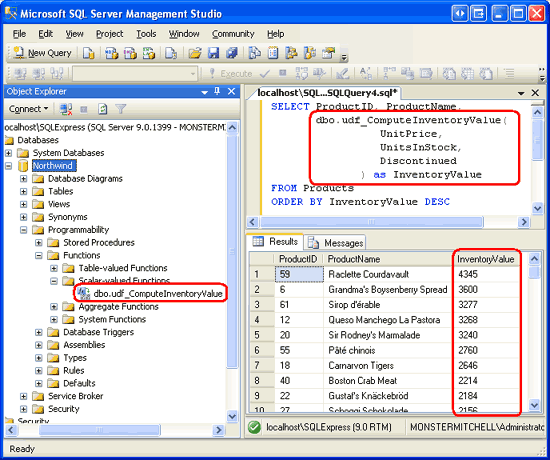 Microsoft SQL Server Management Studio
File Edit View Project Tools Window Community Help
New Query
Execute
Object Explorer
Connect
ocalhost\SQLExpress (SQL Server 9.0.1399 - MONSTERMIT
Databases
System Databases
Northwind
Database Diagrams
Tables
Views
Synonyms
Programmability
Stored Procedures
Functions
Table-valued Functions
Scalar-valued Functions
dbo.udf_ComputeInventoryValue
Aggregate Functions
System Functions
Database Triggers
Assemblies
Types
Rules
Defaults
Service Broker
Security
Security
localhost\SQL...SQLQuery4.sql*
SELECT ProductID, ProductName,
dbo.udf_ComputeInventoryValue(
UnitPrice,
UnitsInStock,
Discontinued
) as InventoryValue
FROM Products
ORDER BY InventoryValue DESC
Results Messages
ProductID ProductName InventoryValue
1 59 Raclette Courdavault 4345
2 6 Grandma's Boysenberry Spread 3600
3 61 Sirop d'érable 3277
4 12 Queso Manchego La Pastora 3268
5 20 Sir Rodney's Marmalade 3240
6 55 Pâté chinois 2760
7 18 Carnarvon Tigers 2646
8 40 Boston Crab Meat 2214
9 22 Gustaf's Knäckebröd 2184
10 27 Schoggi Schokolade 2156
localhost\SQLExpress (9.0 RTM) MONSTERMITCHELL\Administrato
Ready